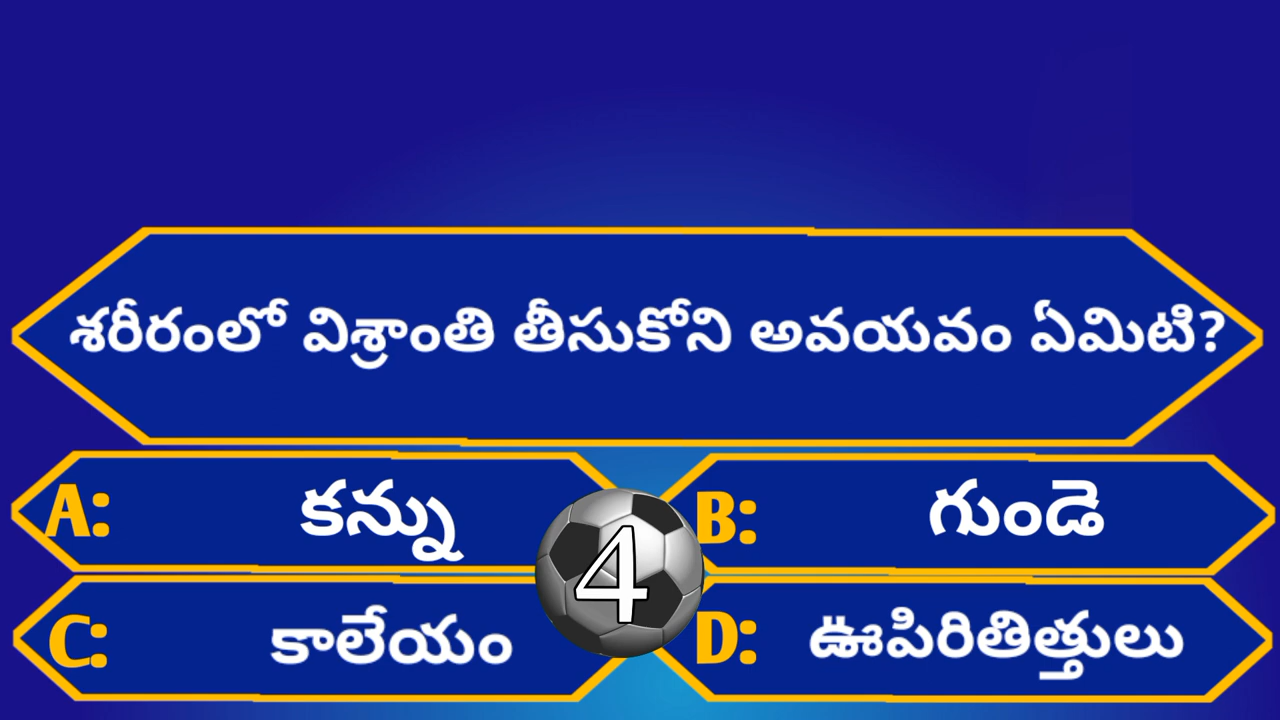 శరీరంలో విశ్రాంతి తీసుకోని అవయవం ఏమిటి?
A: కన్ను
B: గుండె
4
C: కాలేయం
D: ఊపిరితిత్తులు